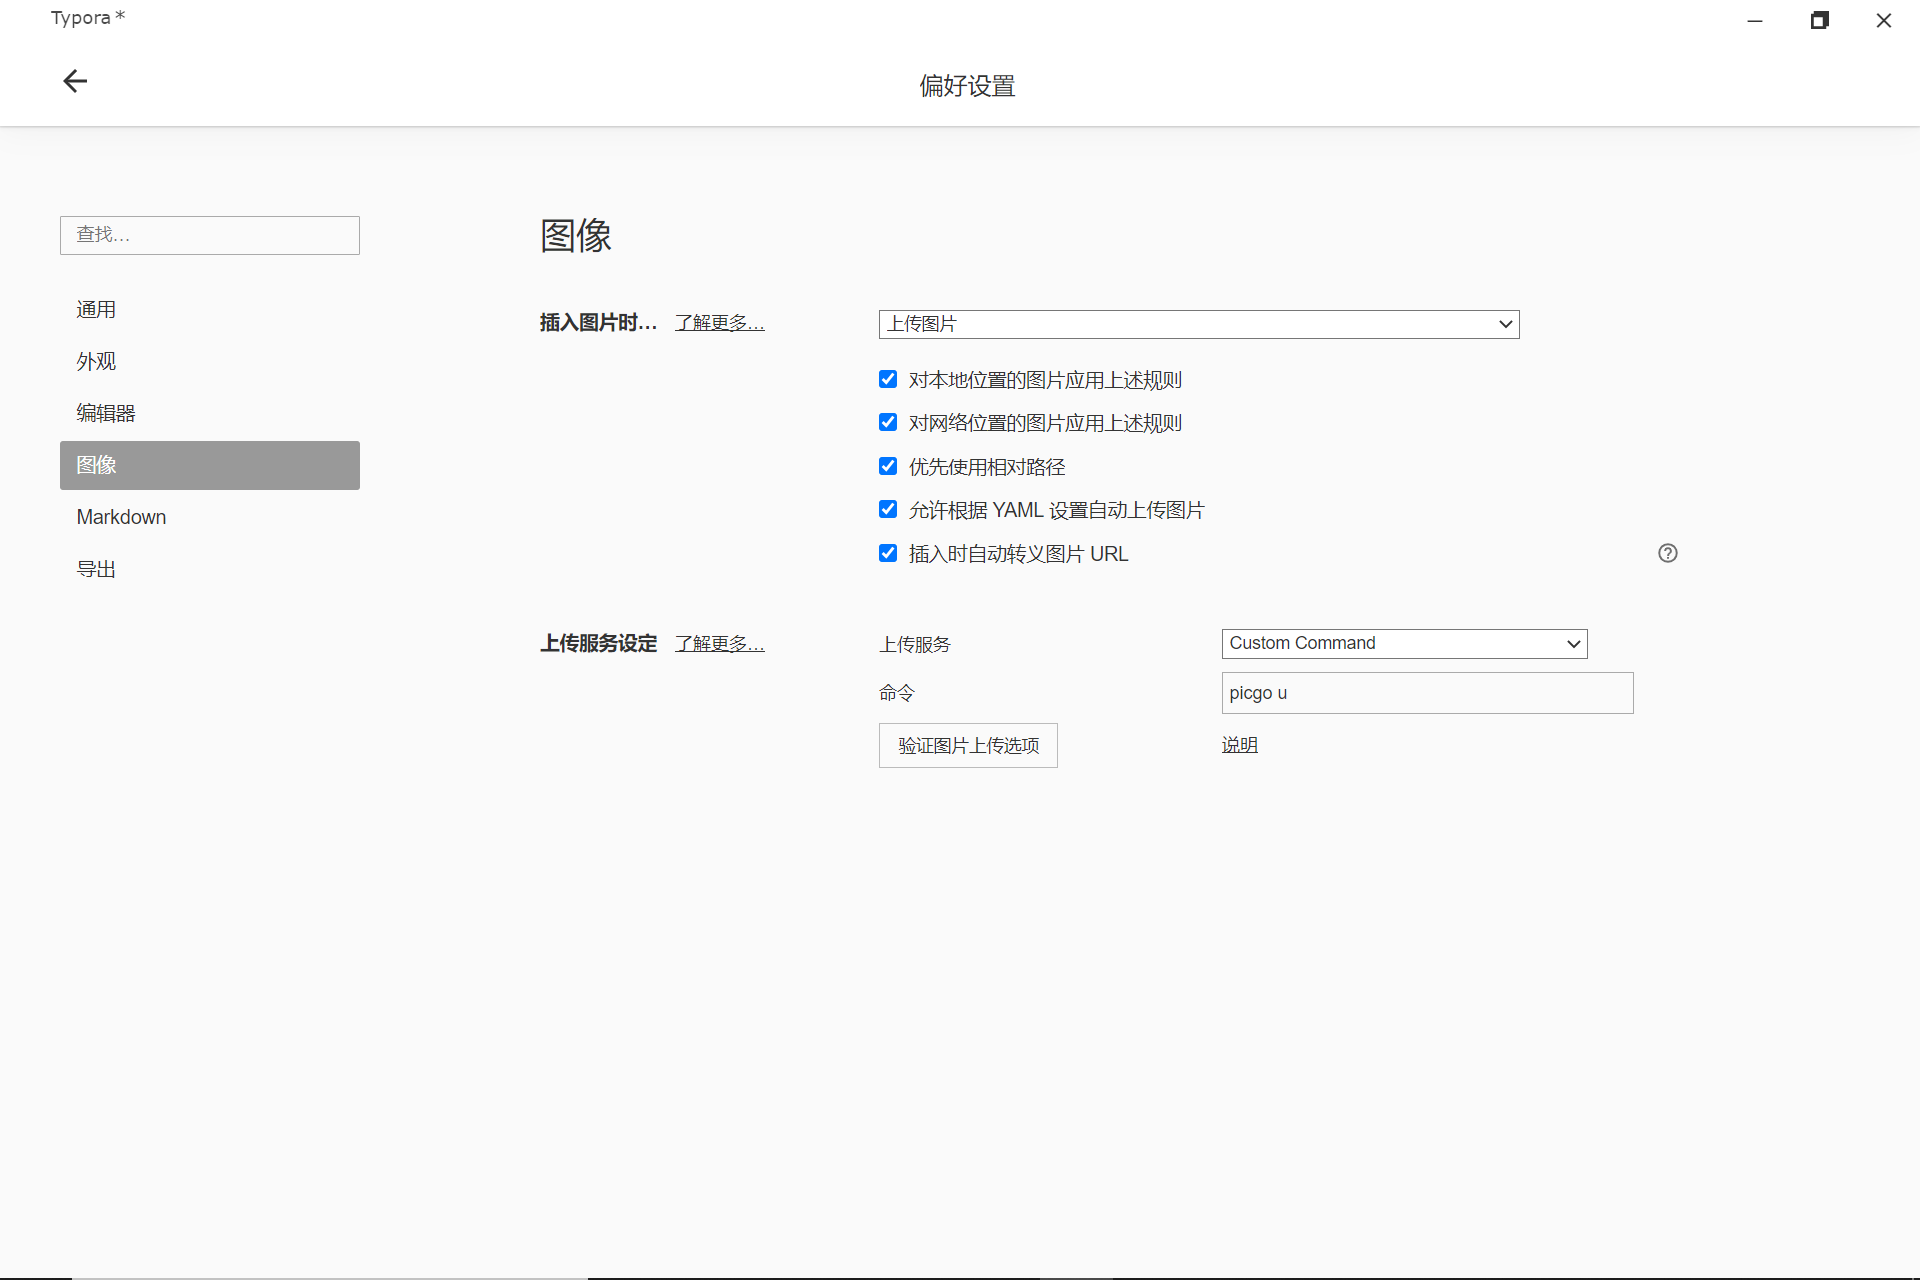 Typora*
偏好设置
查找...
通用
外观
编辑器
图像
Markdown
导出
图像
插入图片时... 了解更多... 上传图片
对本地位置的图片应用上述规则
对网络位置的图片应用上述规则
优先使用相对路径
允许根据 YAML 设置自动上传图片
插入时自动转义图片 URL
上传服务设定 了解更多... 上传服务 Custom Command
命令 picgo u
验证图片上传选项 说明